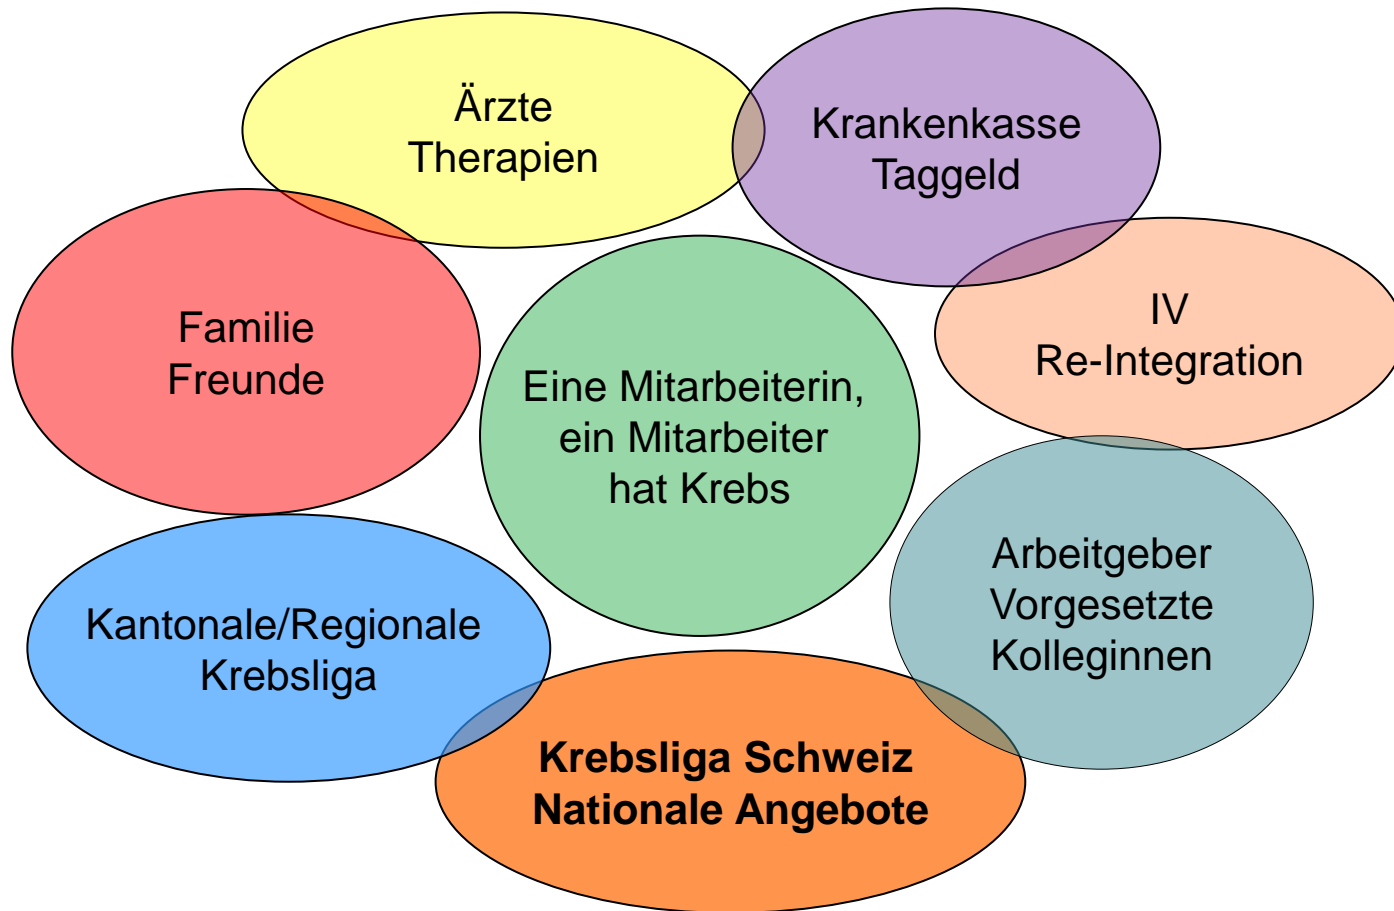 Ärzte
Therapien
Krankenkasse
Taggeld
Familie
Freunde
IV
Re-Integration
Eine Mitarbeiterin,
ein Mitarbeiter
hat Krebs
Arbeitgeber
Vorgesetzte
Kolleginnen
Kantonale/Regionale
Krebsliga
Krebsliga Schweiz
Nationale Angebote